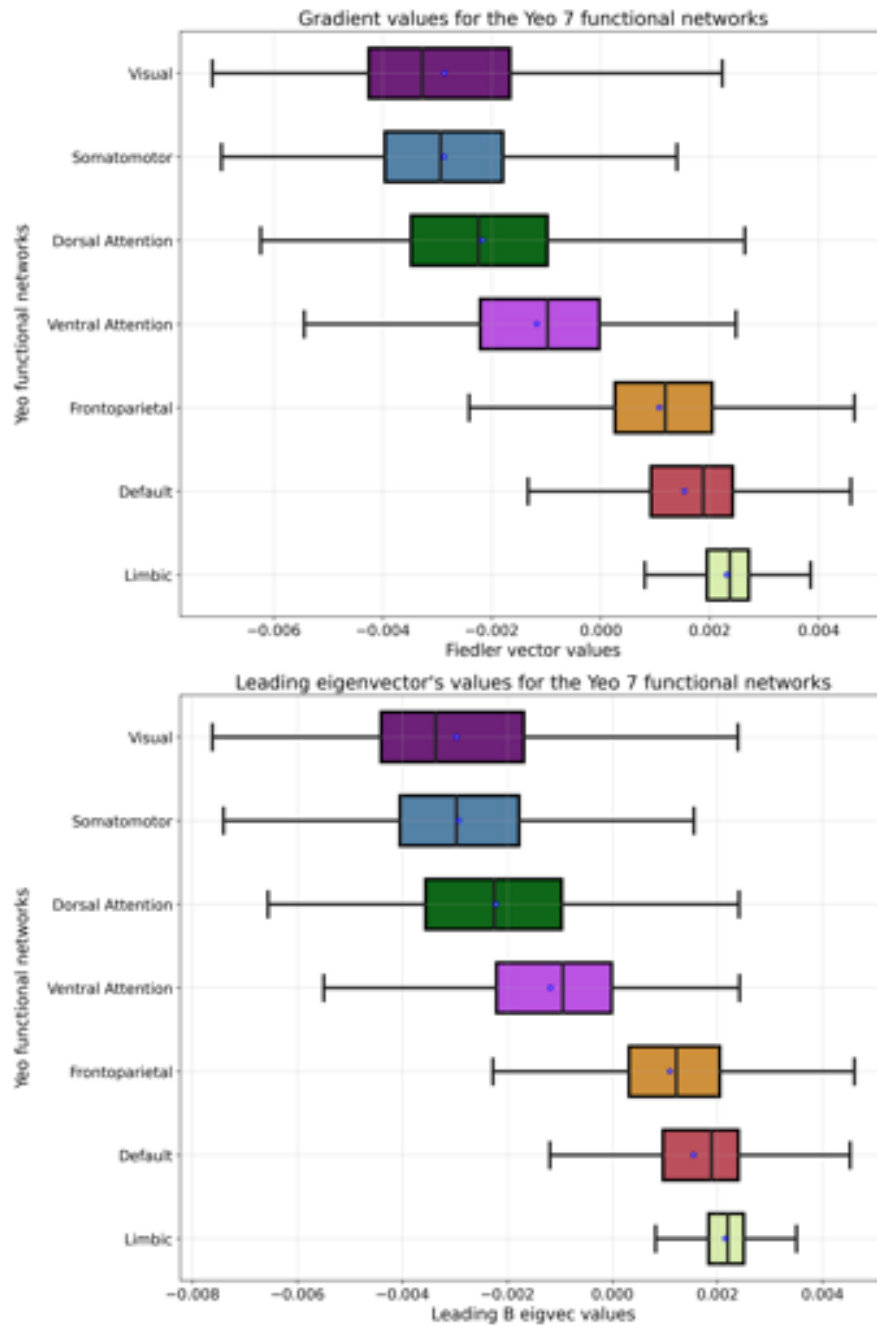 Gradient values for the Yeo 7 functional networks
Yeo functional networks
Visual
Somatomotor
Dorsal Attention
Ventral Attention
Frontoparietal
Default
Limbic
−0.006 −0.004 −0.002 0.000 0.002 0.004
Fiedler vector values
Leading eigenvector's values for the Yeo 7 functional networks
Yeo functional networks
Visual
Somatomotor
Dorsal Attention
Ventral Attention
Frontoparietal
Default
Limbic
−0.008 −0.006 −0.004 −0.002 0.000 0.002 0.004
Leading B eigvec values